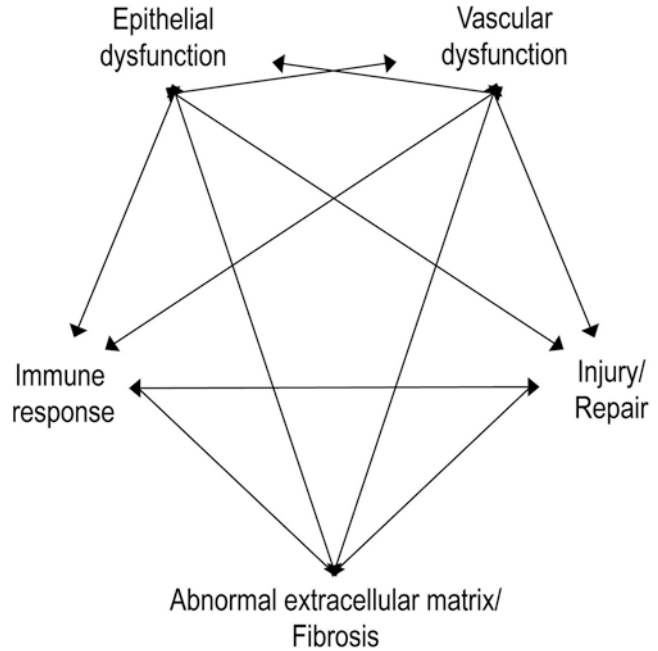 Epithelial
dysfunction
Vascular
dysfunction
Immune
response
Injury/
Repair
Abnormal extracellular matrix/
Fibrosis